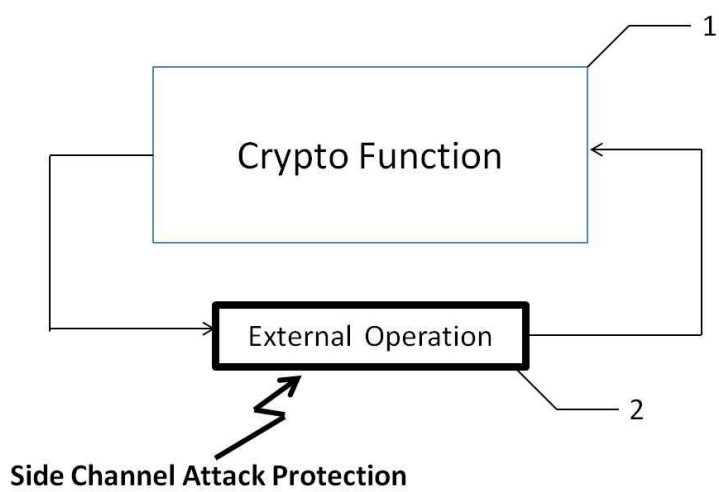 1
Crypto Function
External Operation
2
Side Channel Attack Protection